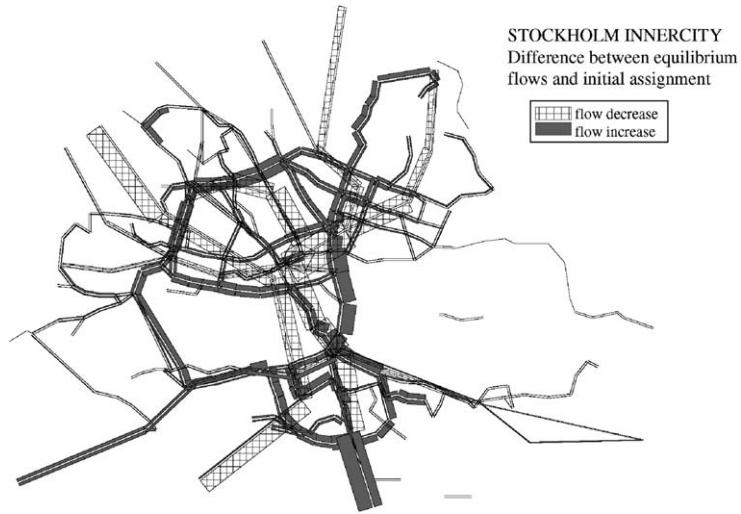 STOCKHOLM INNERCITY
Difference between equilibrium
flows and initial assignment
flow decrease
flow increase